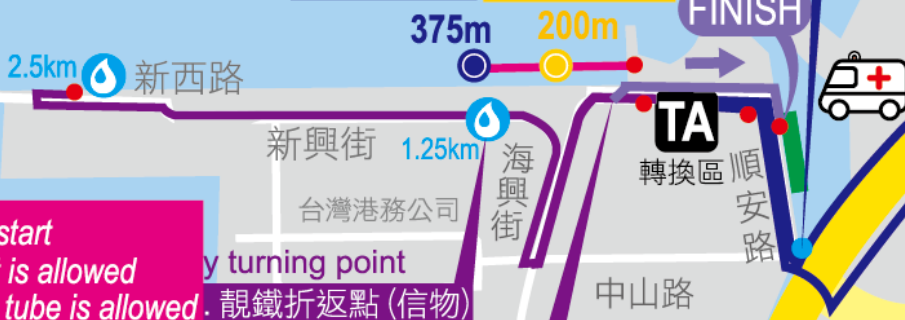 FINISH
375m
200m
2.5km
新西路
新興街
1.25km
海興街
TA
轉換區
順安路
台灣港務公司
中山路
start
is allowed
tube is allowed
y turning point
. 靚鐵折返點 (信物)